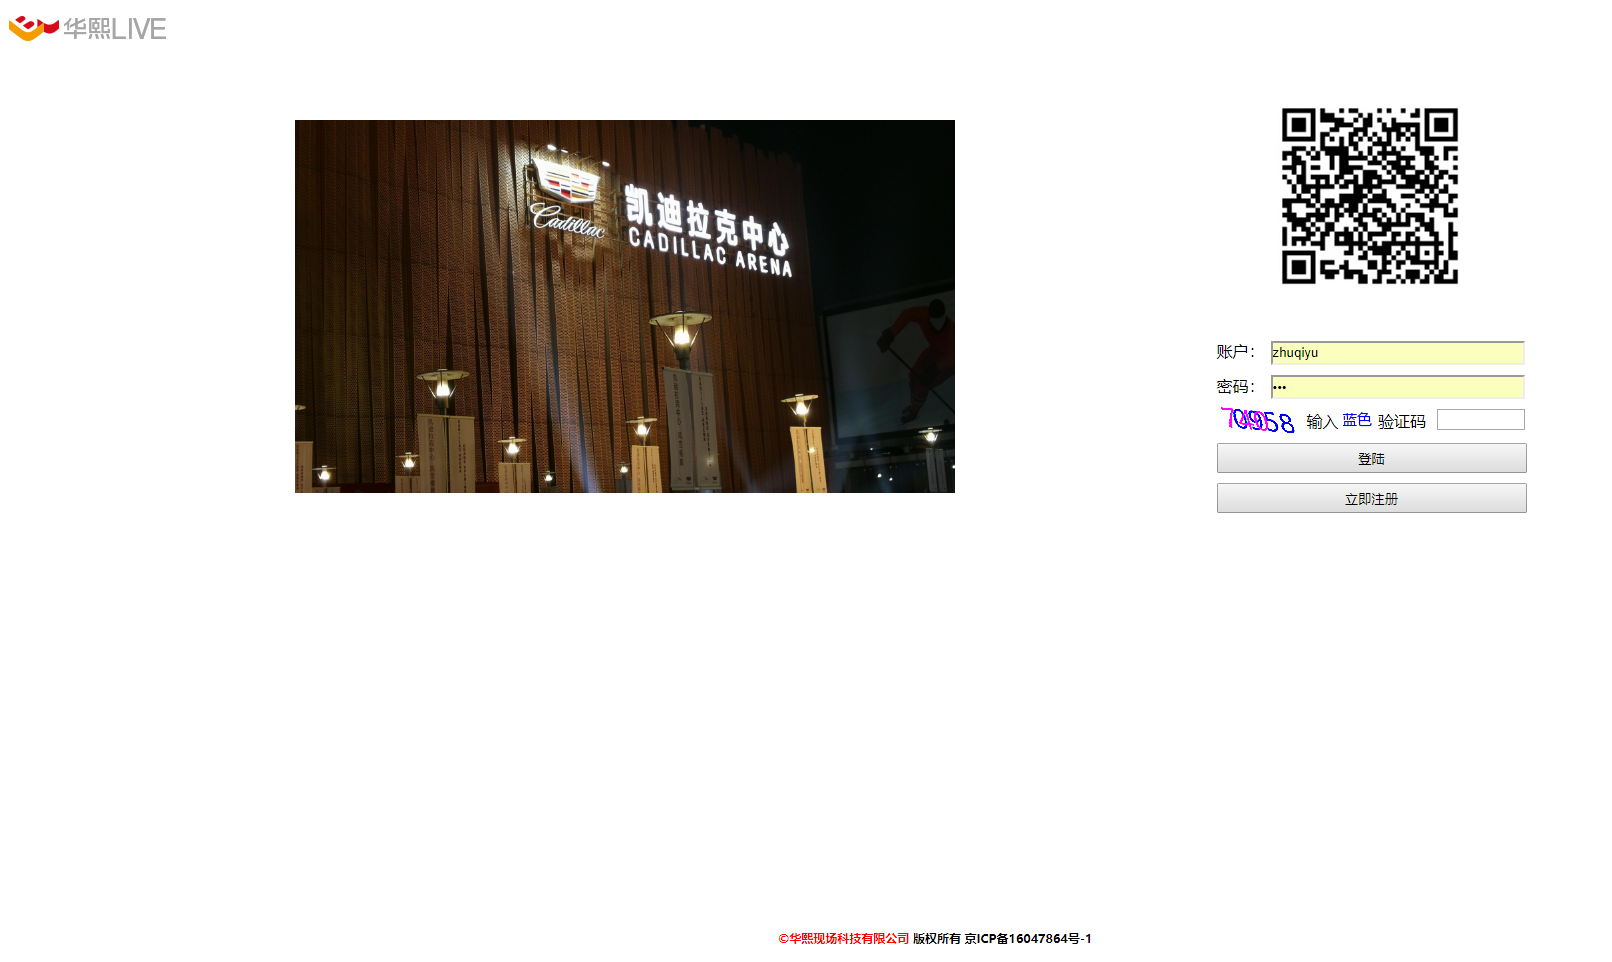 华熙LIVE
Cadillac
凯迪拉克中心
CADILLAC ARENA
账户：
zhuqiyu
密码：
•••
输入 蓝色 验证码
登陆
立即注册
©华熙现场科技有限公司 版权所有 京ICP备16047864号-1